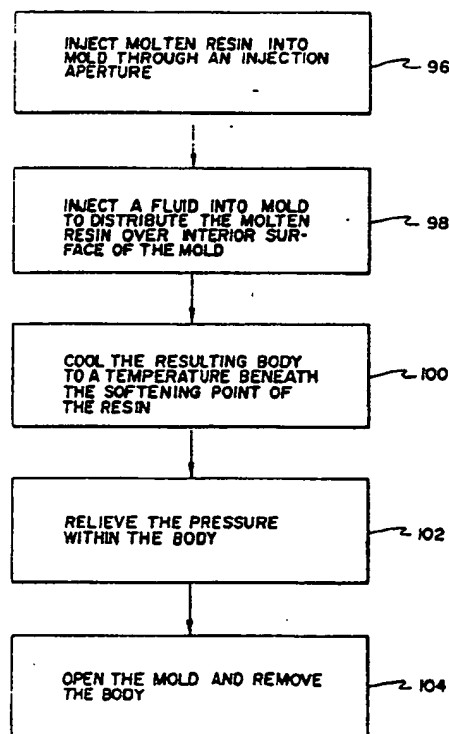 INJECT MOLTEN RESIN INTO
MOLD THROUGH AN INJECTION
APERTURE
96
INJECT A FLUID INTO MOLD
TO DISTRIBUTE THE MOLTEN
RESIN OVER INTERIOR SUR-
FACE OF THE MOLD
98
COOL THE RESULTING BODY
TO A TEMPERATURE BENEATH
THE SOFTENING POINT OF
THE RESIN
100
RELIEVE THE PRESSURE
WITHIN THE BODY
102
OPEN THE MOLD AND REMOVE
THE BODY
104